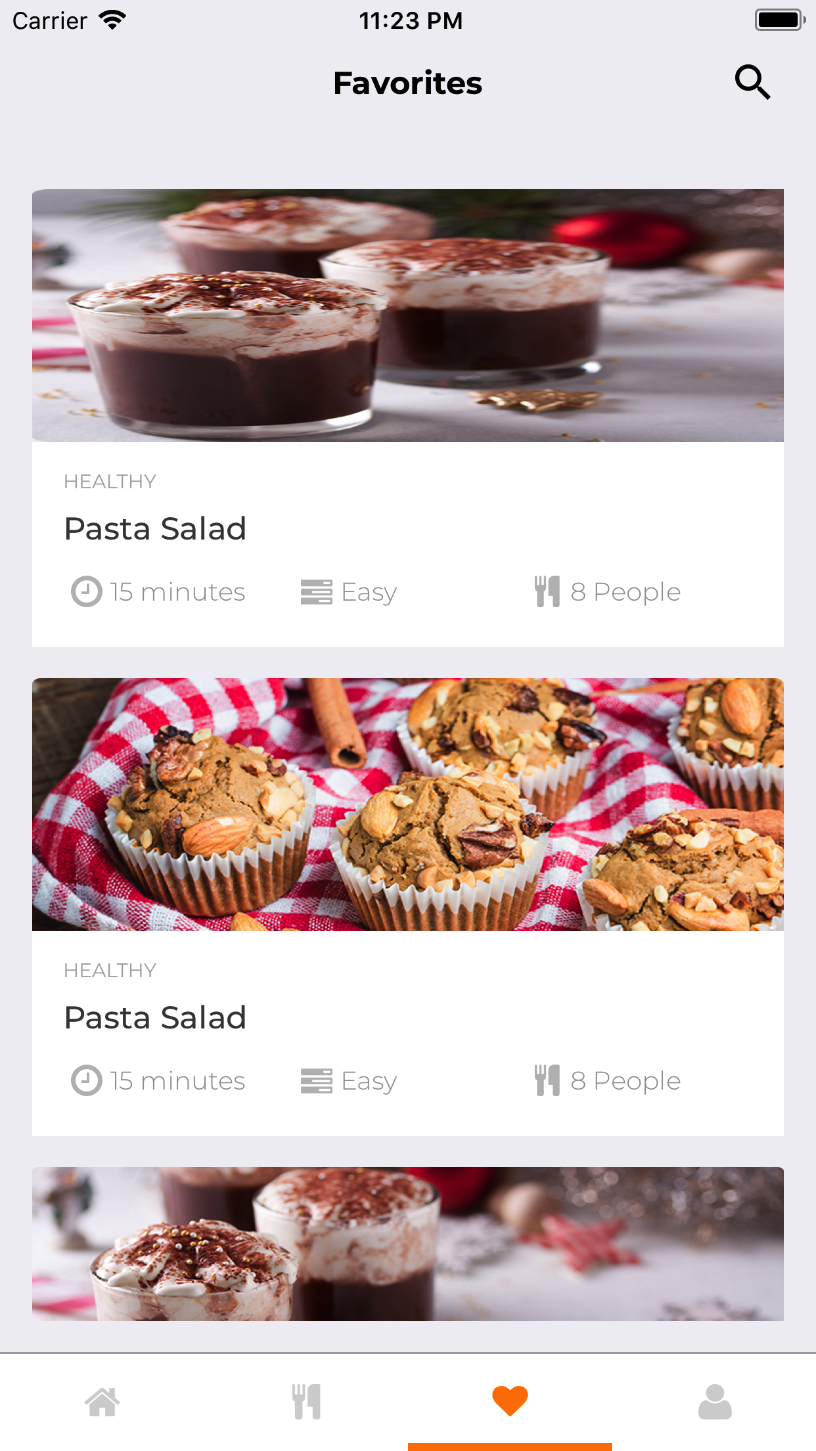 Carrier 11:23 PM
Favorites
HEALTHY
Pasta Salad
15 minutes Easy 8 People
HEALTHY
Pasta Salad
15 minutes Easy 8 People